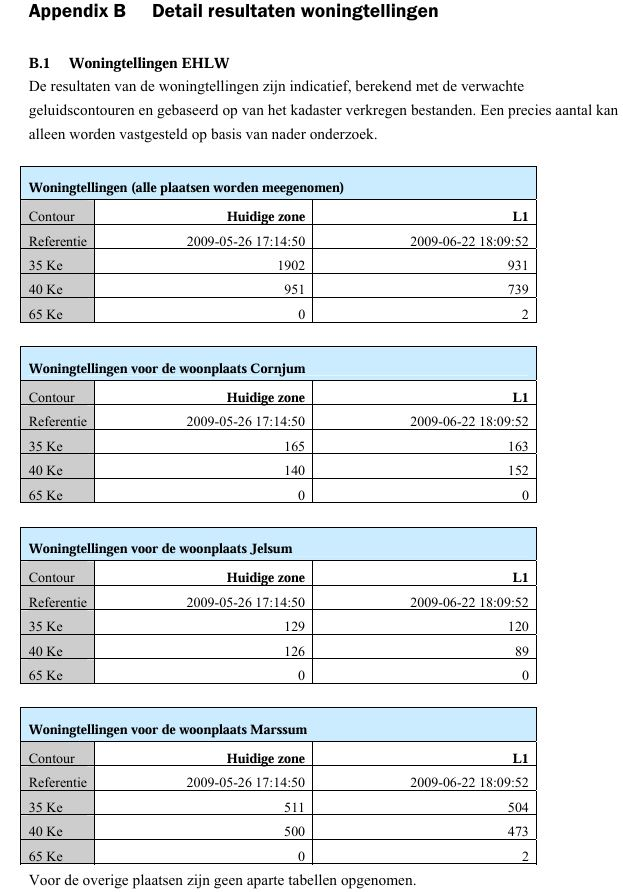 Appendix B Detail resultaten woningtellingen
B.1 Woningtellingen EHLW
De resultaten van de woningtellingen zijn indicatief, berekend met de verwachte
geluidscontouren en gebaseerd op van het kadaster verkregen bestanden. Een precies aantal kan
alleen worden vastgesteld op basis van nader onderzoek.
Woningtellingen (alle plaatsen worden meegenomen)
Contour Huidige zone L1
Referentie 2009-05-26 17:14:50 2009-06-22 18:09:52
35 Ke 1902 931
40 Ke 951 739
65 Ke 0 2
Woningtellingen voor de woonplaats Cornjum
Contour Huidige zone L1
Referentie 2009-05-26 17:14:50 2009-06-22 18:09:52
35 Ke 165 163
40 Ke 140 152
65 Ke 0 0
Woningtellingen voor de woonplaats Jelsum
Contour Huidige zone L1
Referentie 2009-05-26 17:14:50 2009-06-22 18:09:52
35 Ke 129 120
40 Ke 126 89
65 Ke 0 0
Woningtellingen voor de woonplaats Marssum
Contour Huidige zone L1
Referentie 2009-05-26 17:14:50 2009-06-22 18:09:52
35 Ke 511 504
40 Ke 500 473
65 Ke 0 2
Voor de overige plaatsen zijn geen aparte tabellen opgenomen.